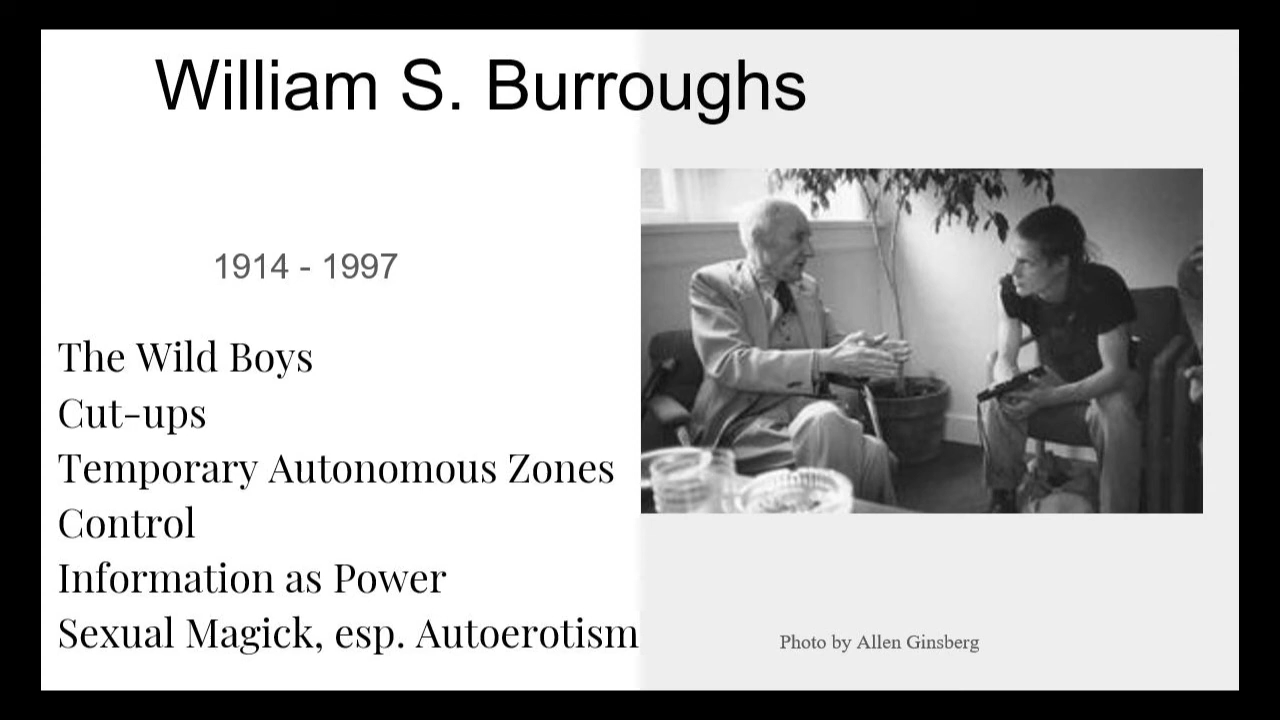 William S. Burroughs
1914 - 1997
The Wild Boys
Cut-ups
Temporary Autonomous Zones
Control
Information as Power
Sexual Magick, esp. Autoerotism
Photo by Allen Ginsberg